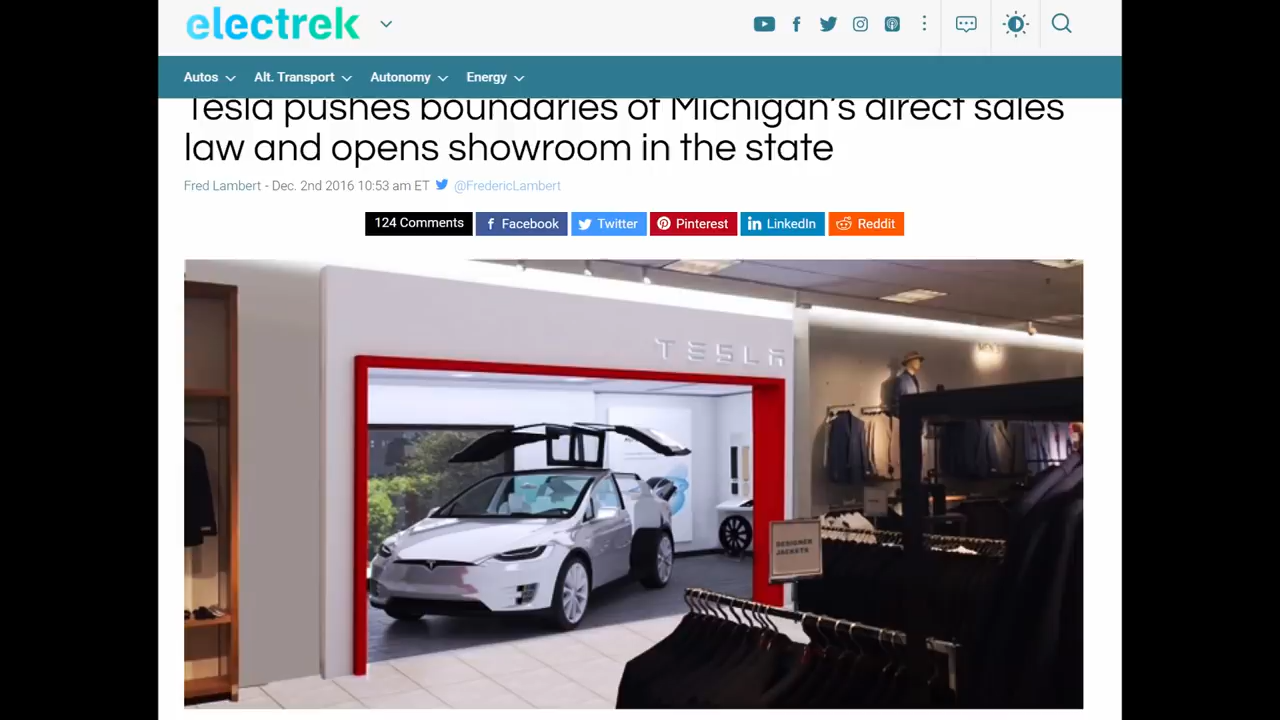 electrek
Autos Alt. Transport Autonomy Energy
Tesla pushes boundaries of Michigan's direct sales
law and opens showroom in the state
Fred Lambert - Dec. 2nd 2016 10:53 am ET @FredericLambert
124 Comments Facebook Twitter Pinterest LinkedIn Reddit
TESLA
MEN'S
DESIGNER
JACKETS